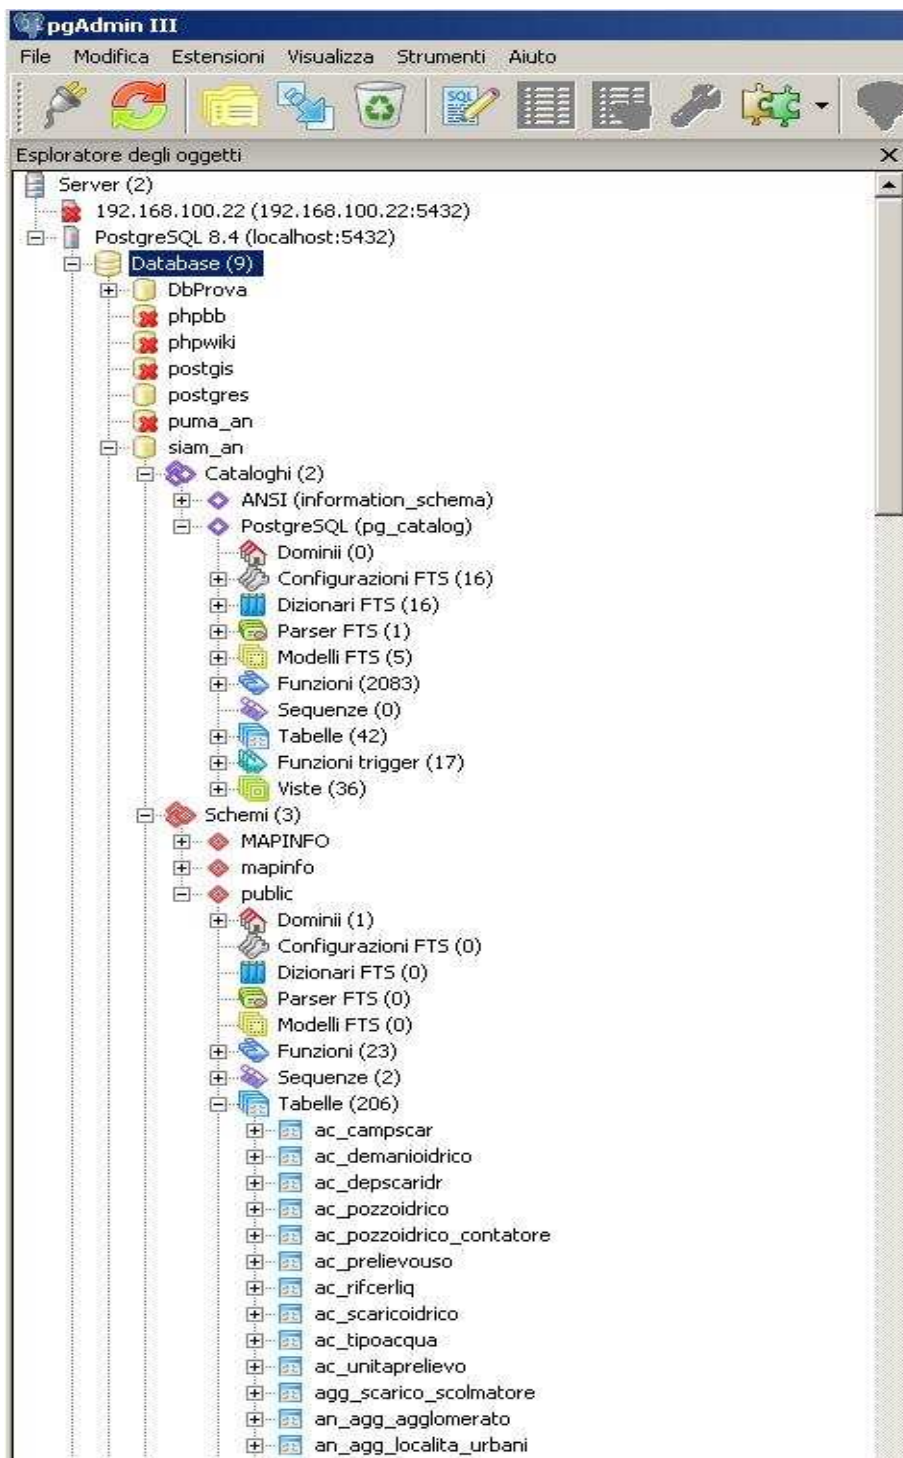 pgAdmin III
File Modifica Estensioni Visualizza Strumenti Aiuto
SQL
Esploratore degli oggetti
Server (2)
192.168.100.22 (192.168.100.22:5432)
PostgreSQL 8.4 (localhost:5432)
Database (9)
DbProva
phpbb
phpwiki
postgis
postgres
puma_an
siam_an
Cataloghi (2)
ANSI (information_schema)
PostgreSQL (pg_catalog)
Dominii (0)
Configurazioni FTS (16)
Dizionari FTS (16)
Parser FTS (1)
Modelli FTS (5)
Funzioni (2083)
Sequenze (0)
Tabelle (42)
Funzioni trigger (17)
Viste (36)
Schemi (3)
MAPINFO
mapinfo
public
Dominii (1)
Configurazioni FTS (0)
Dizionari FTS (0)
Parser FTS (0)
Modelli FTS (0)
Funzioni (23)
Sequenze (2)
Tabelle (206)
ac_campscar
ac_demanioidrico
ac_depscaridr
ac_pozzoidrico
ac_pozzoidrico_contatore
ac_prelievouso
ac_rifcerliq
ac_scaricoidrico
ac_tipoacqua
ac_unitaprelievo
agg_scarico_scolmatore
an_agg_agglomerato
an_agg_localita_urbani